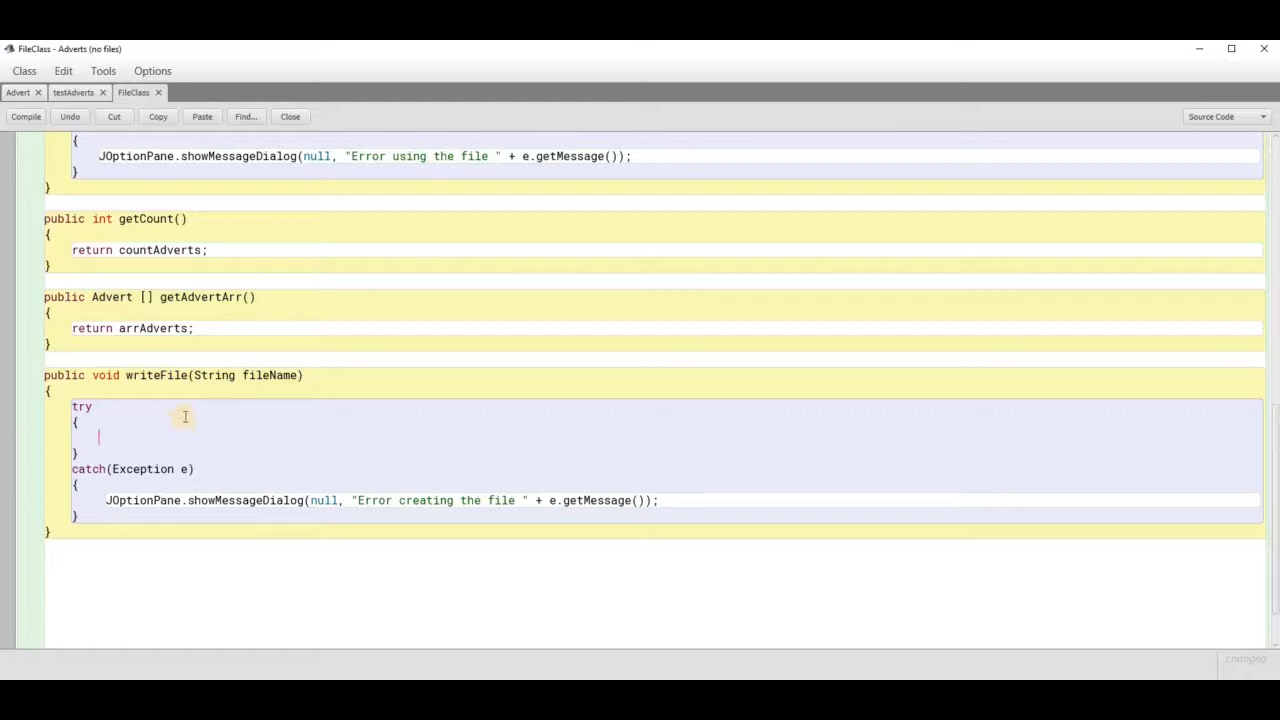 FileClass - Adverts (no files)
Class Edit Tools Options
Advert testAdverts FileClass
Compile Undo Cut Copy Paste Find... Close Source Code
{
JOptionPane.showMessageDialog(null, "Error using the file " + e.getMessage());
}
}
public int getCount()
{
return countAdverts;
}
public Advert [] getAdvertArr()
{
return arrAdverts;
}
public void writeFile(String fileName)
{
try
{
}
catch(Exception e)
{
JOptionPane.showMessageDialog(null, "Error creating the file " + e.getMessage());
}
}
changed